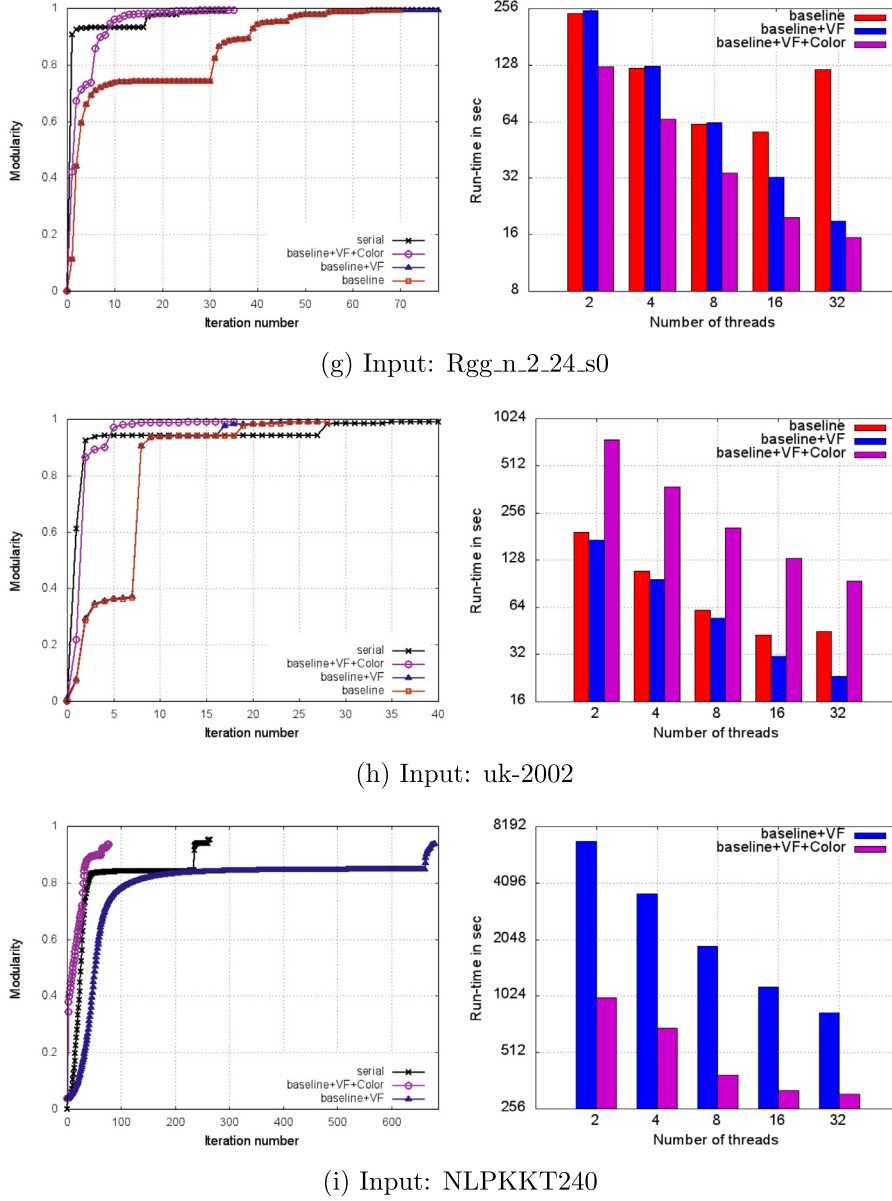 Modularity
1
0.8
0.6
0.4
0.2
0
0 10 20 30 40 50 60 70
Iteration number
serial
baseline+VF+Color
baseline+VF
baseline
Run-time in sec
256
128
64
32
16
8
2 4 8 16 32
Number of threads
baseline
baseline+VF
baseline+VF+Color
(g) Input: Rgg_n_2_24_s0
Modularity
1
0.8
0.6
0.4
0.2
0
0 5 10 15 20 25 30 35 40
Iteration number
serial
baseline+VF+Color
baseline+VF
baseline
Run-time in sec
1024
512
256
128
64
32
16
2 4 8 16 32
Number of threads
baseline
baseline+VF
baseline+VF+Color
(h) Input: uk-2002
Modularity
1
0.8
0.6
0.4
0.2
0
0 100 200 300 400 500 600
Iteration number
serial
baseline+VF+Color
baseline+VF
Run-time in sec
8192
4096
2048
1024
512
256
2 4 8 16 32
Number of threads
baseline+VF
baseline+VF+Color
(i) Input: NLPKKT240